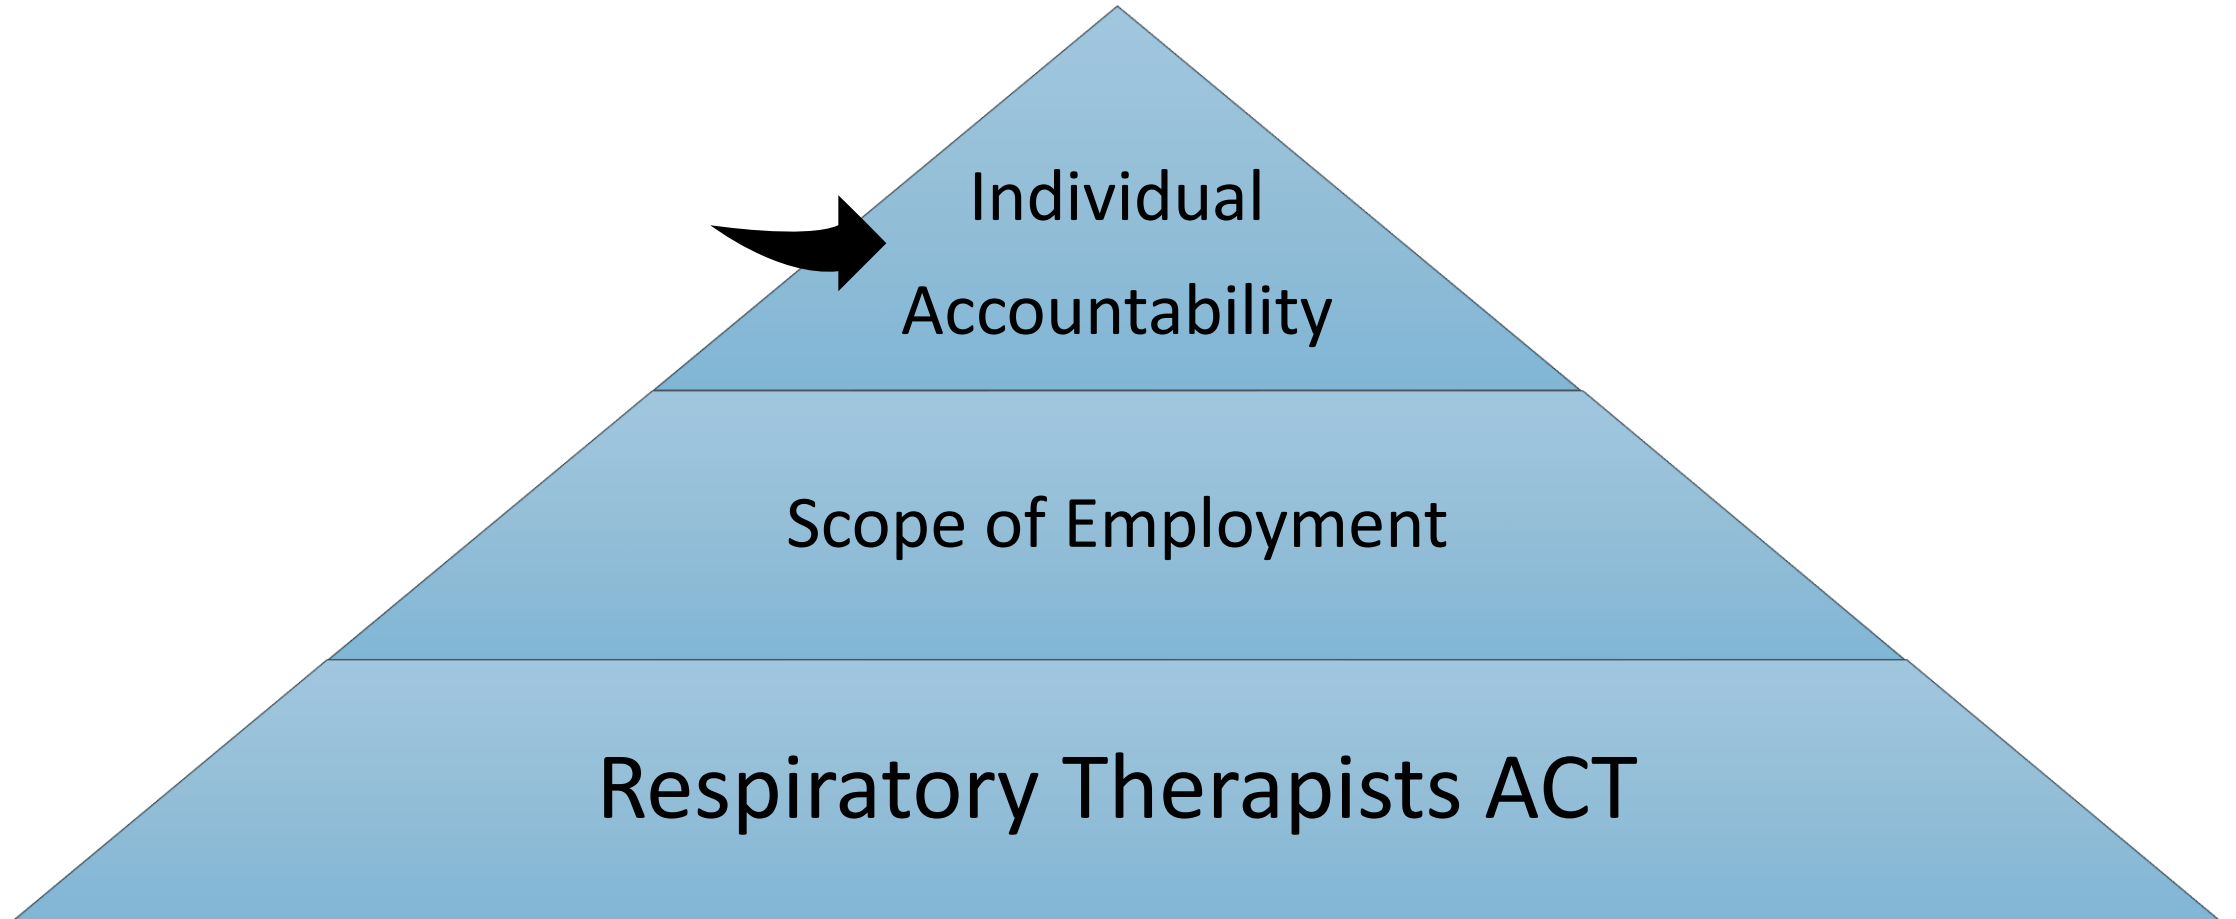 Individual
Accountability
Scope of Employment
Respiratory Therapists ACT